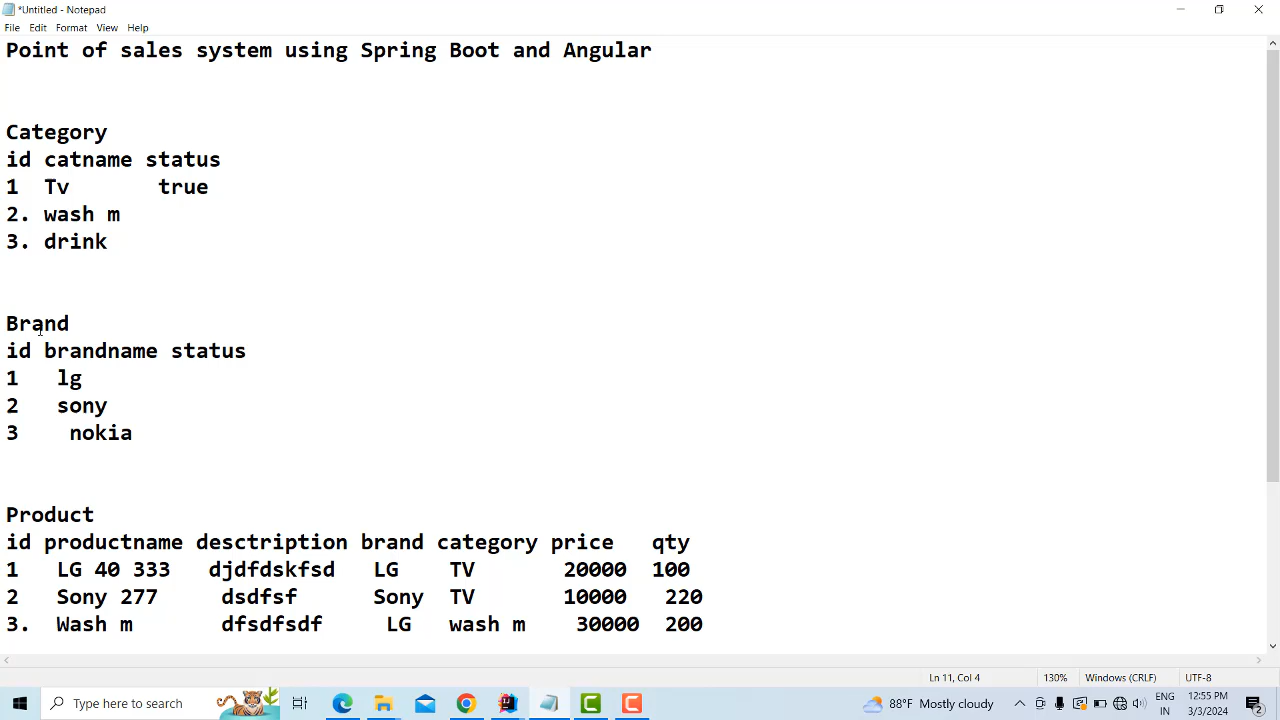 *Untitled - Notepad
File Edit Format View Help
Point of sales system using Spring Boot and Angular
Category
id catname status
1 Tv true
2. wash m
3. drink
Brand
id brandname status
1 lg
2 sony
3 nokia
Product
id productname desctription brand category price qty
1 LG 40 333 djdfdskfsd LG TV 20000 100
2 Sony 277 dsdfsf Sony TV 10000 220
3. Wash m dfsdfsdf LG wash m 30000 200
Ln 11, Col 4 130% Windows (CRLF) UTF-8
Type here to search
88°F Mostly cloudy
ENG
IN
12:55 PM
3/3/2024
2